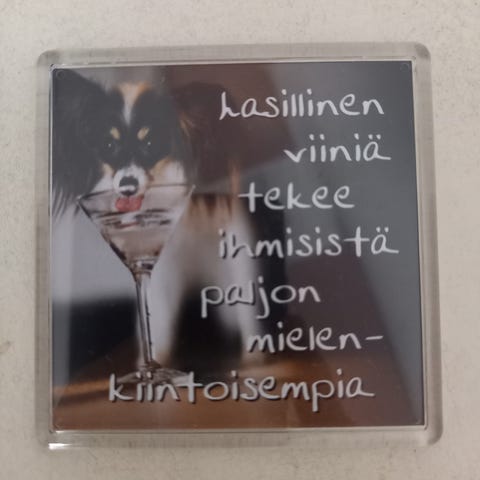 Lasillinen
viiniä
tekee
ihmisistä
paljon
mielen-
kiintoisempia